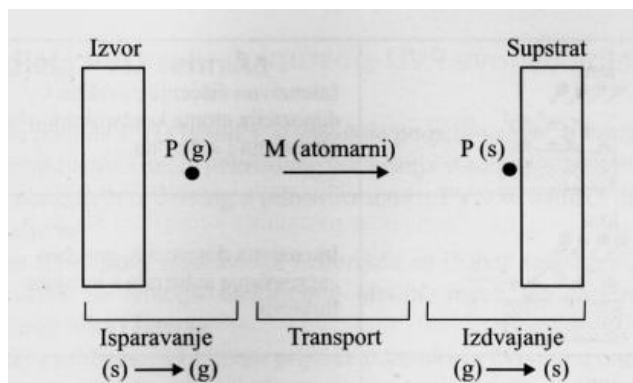 Izvor Supstrat
P (g) M (atomarni) P (s)
Isparavanje Transport Izdvajanje
(s) → (g) (g) → (s)